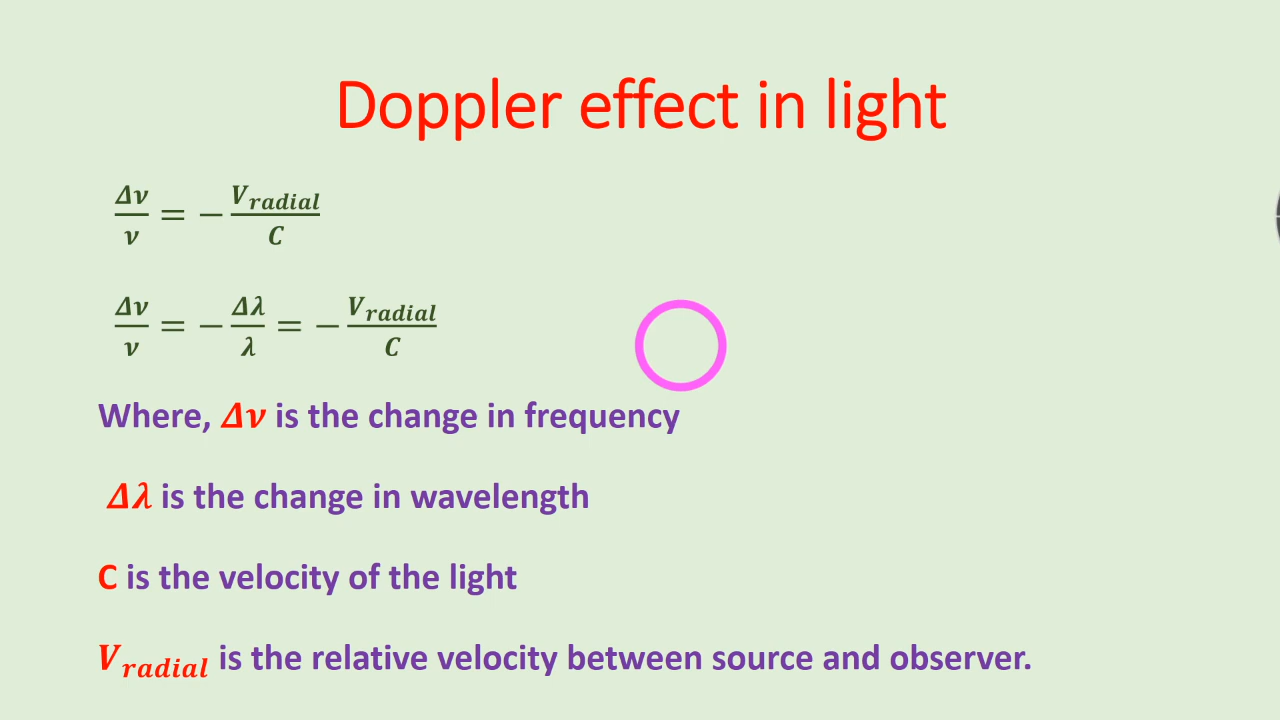 Doppler effect in light
Δν/ν = − V_radial/C
Δν/ν = − Δλ/λ = − V_radial/C
Where, Δν is the change in frequency
Δλ is the change in wavelength
C is the velocity of the light
V_radial is the relative velocity between source and observer.